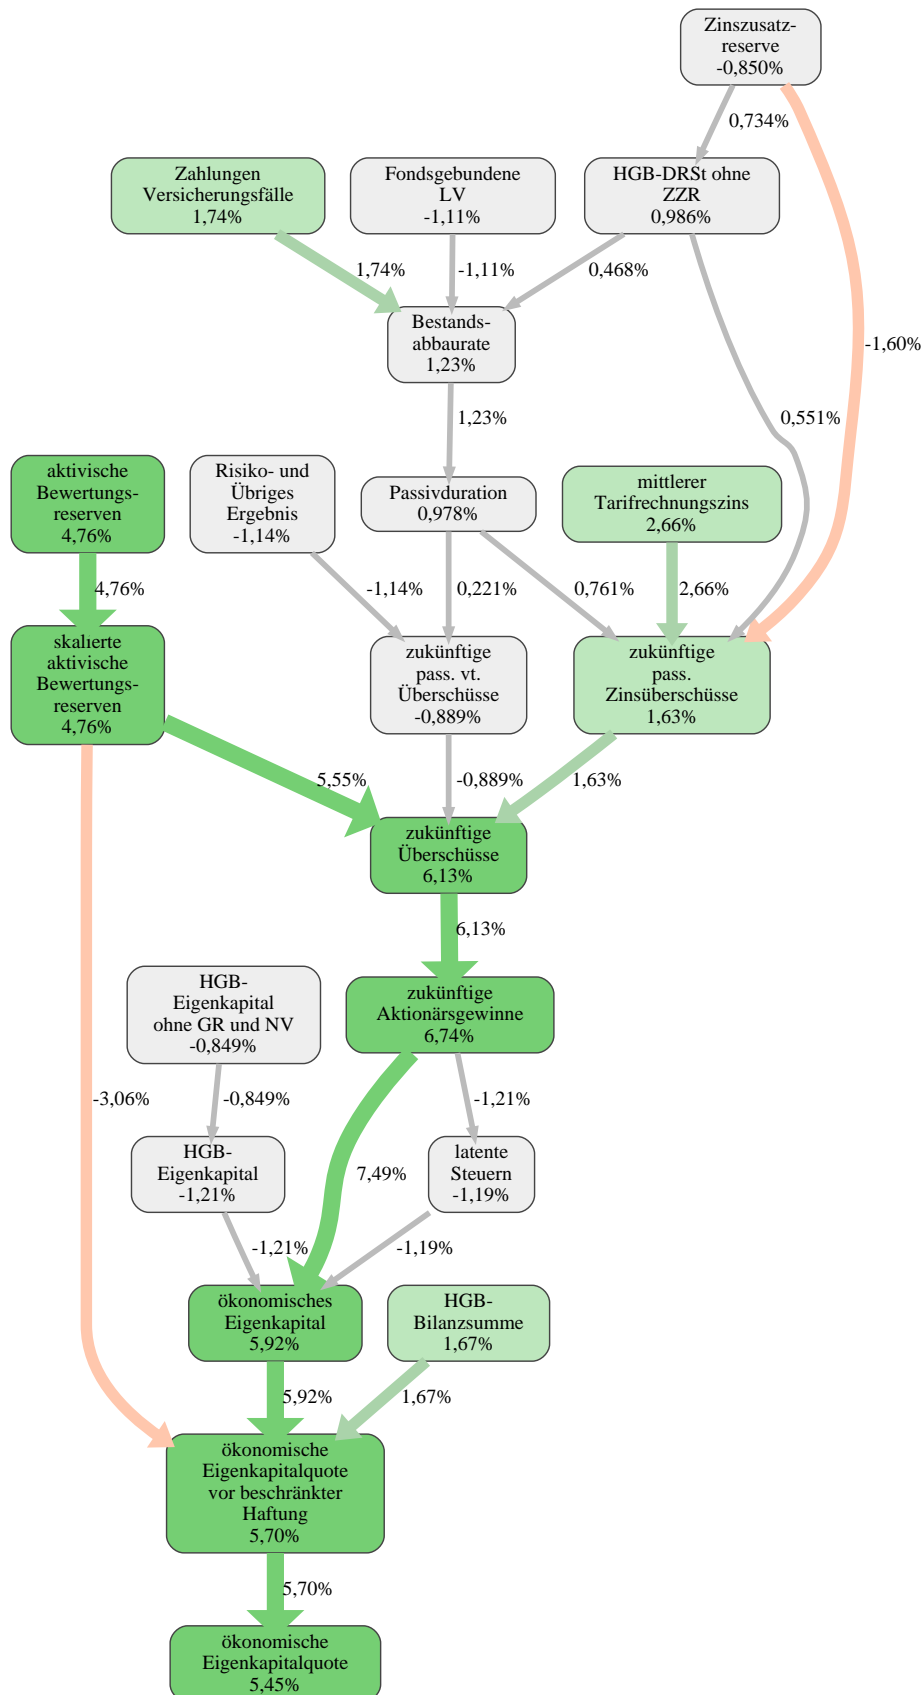 Zinszusatz-
reserve
-0,850%
0,734%
Zahlungen
Versicherungsfälle
1,74%
Fondsgebundene
LV
-1,11%
HGB-DRSt ohne
ZZR
0,986%
1,74%
-1,11%
0,468%
Bestands-
abbaurate
1,23%
-1,60%
1,23%
0,551%
aktivische
Bewertungs-
reserven
4,76%
Risiko- und
Übriges
Ergebnis
-1,14%
Passivduration
0,978%
mittlerer
Tarifrechnungszins
2,66%
4,76%
-1,14%
0,221%
0,761%
2,66%
skalierte
aktivische
Bewertungs-
reserven
4,76%
zukünftige
pass. vt.
Überschüsse
-0,889%
zukünftige
pass.
Zinsüberschüsse
1,63%
5,55%
-0,889%
1,63%
zukünftige
Überschüsse
6,13%
6,13%
HGB-
Eigenkapital
ohne GR und NV
-0,849%
zukünftige
Aktionärsgewinne
6,74%
-3,06%
-0,849%
-1,21%
HGB-
Eigenkapital
-1,21%
7,49%
latente
Steuern
-1,19%
-1,21%
-1,19%
ökonomisches
Eigenkapital
5,92%
HGB-
Bilanzsumme
1,67%
5,92%
1,67%
ökonomische
Eigenkapitalquote
vor beschränkter
Haftung
5,70%
5,70%
ökonomische
Eigenkapitalquote
5,45%